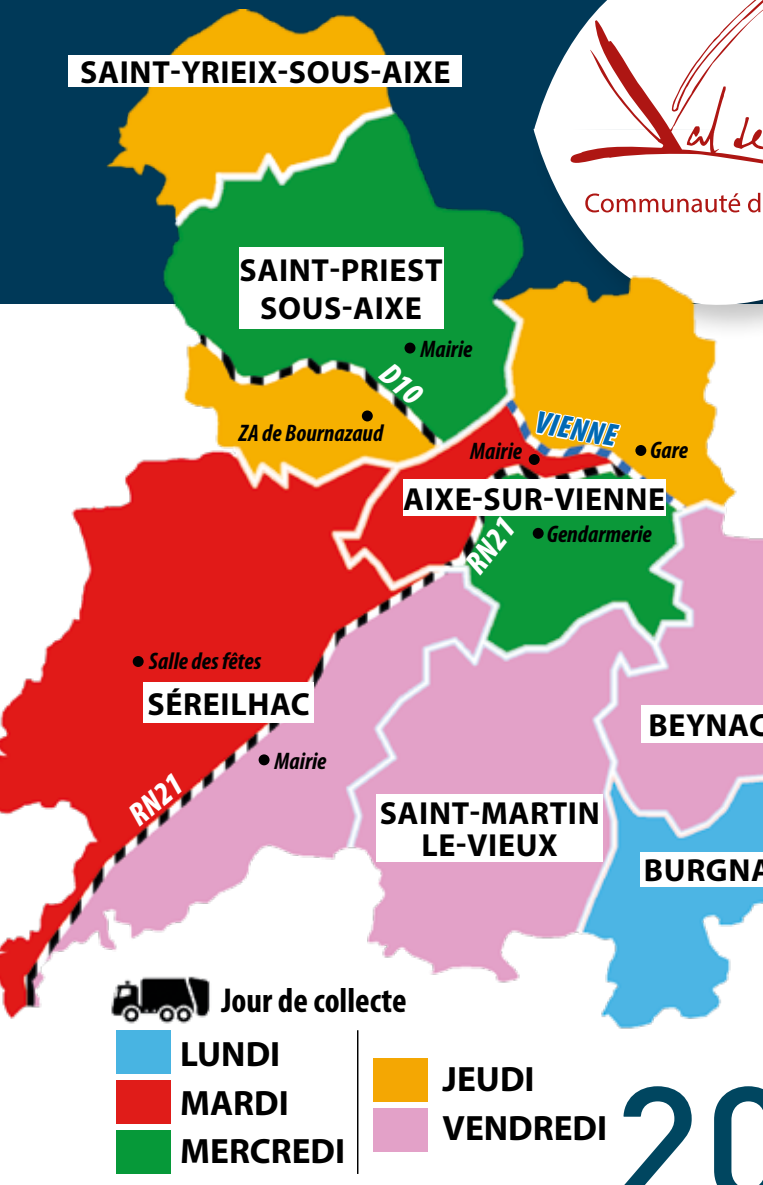 SAINT-YRIEIX-SOUS-AIXE
Val de
Communauté d
SAINT-PRIEST
SOUS-AIXE
Mairie
D10
ZA de Bournazaud
VIENNE
Mairie
Gare
AIXE-SUR-VIENNE
RN21
Gendarmerie
Salle des fêtes
SÉREILHAC
BEYNAC
Mairie
RN21
SAINT-MARTIN
LE-VIEUX
BURGNA
Jour de collecte
LUNDI
MARDI
MERCREDI
JEUDI
VENDREDI
20